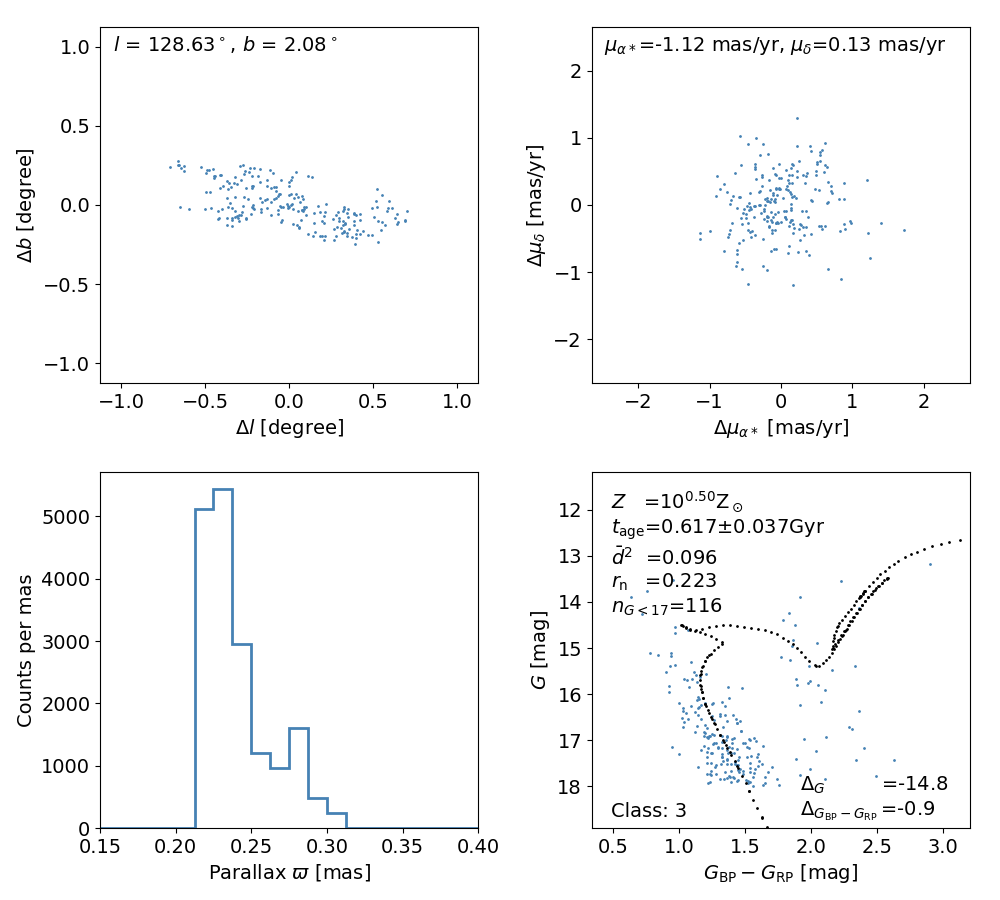 l = 128.63°, b = 2.08°
1.0
0.5
0.0
−0.5
−1.0
Δb [degree]
−1.0 −0.5 0.0 0.5 1.0
Δl [degree]
μα*=-1.12 mas/yr, μδ=0.13 mas/yr
2
1
0
−1
−2
Δμδ [mas/yr]
−2 −1 0 1 2
Δμα* [mas/yr]
5000
4000
3000
2000
1000
0
Counts per mas
0.15 0.20 0.25 0.30 0.35 0.40
Parallax ϖ [mas]
Z =10^0.50 Z⊙
t_age=0.617±0.037Gyr
d̄² =0.096
r_n =0.223
n_G<17=116
12
13
14
15
16
17
18
G [mag]
Δ_G =-14.8
Δ_G_BP−G_RP=-0.9
Class: 3
0.5 1.0 1.5 2.0 2.5 3.0
G_BP − G_RP [mag]